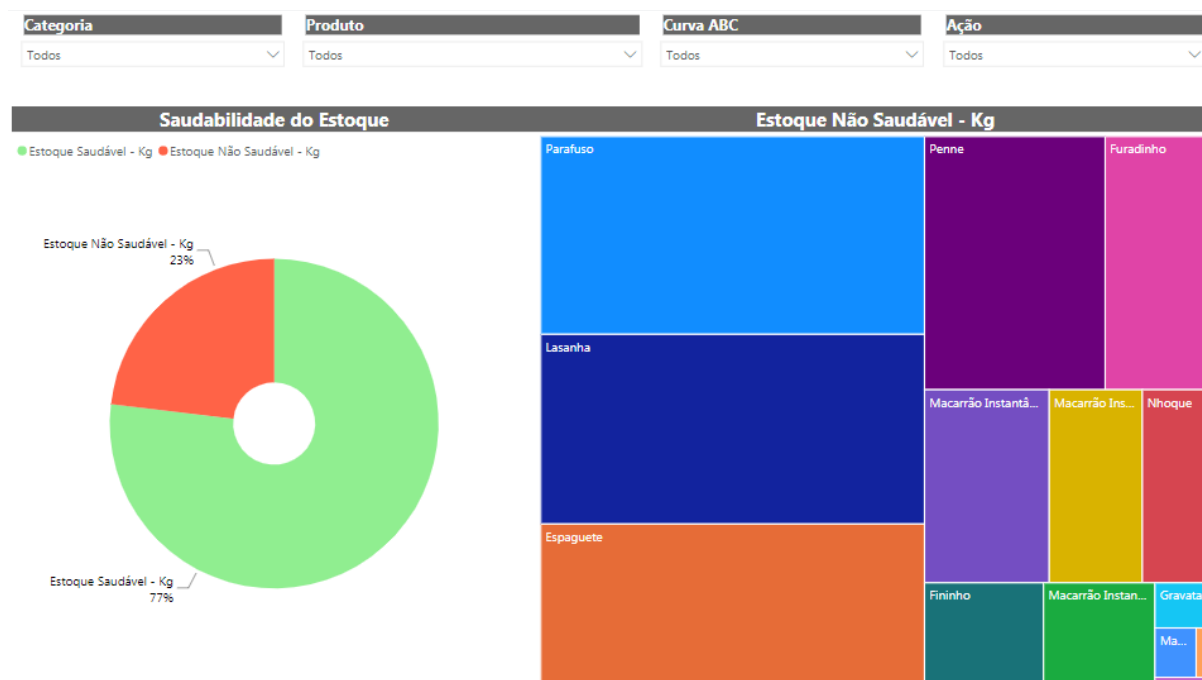 Categoria
Produto
Curva ABC
Ação
Todos
Todos
Todos
Todos
Saudabilidade do Estoque
Estoque Não Saudável - Kg
Estoque Saudável - Kg
Estoque Não Saudável - Kg
Estoque Não Saudável - Kg
23%
Estoque Saudável - Kg
77%
Parafuso
Penne
Furadinho
Lasanha
Macarrão Instantâ...
Macarrão Ins...
Nhoque
Espaguete
Fininho
Macarrão Instan...
Gravata
Ma...